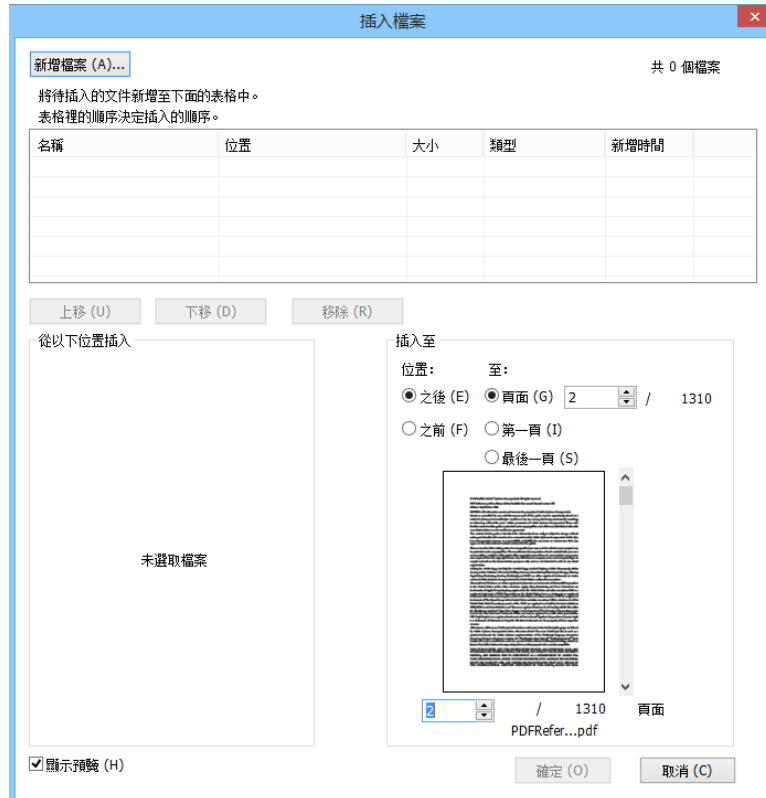 插入檔案
新增檔案 (A)...
共 0 個檔案
將待插入的文件新增至下面的表格中。
表格裡的順序決定插入的順序。
名稱 位置 大小 類型 新增時間
上移 (U) 下移 (D) 移除 (R)
從以下位置插入
未選取檔案
插入至
位置: 至:
之後 (E) 頁面 (G) 2 / 1310
之前 (F) 第一頁 (I)
最後一頁 (S)
2 / 1310 頁面
PDFRefer...pdf
顯示預覽 (H)
確定 (O) 取消 (C)